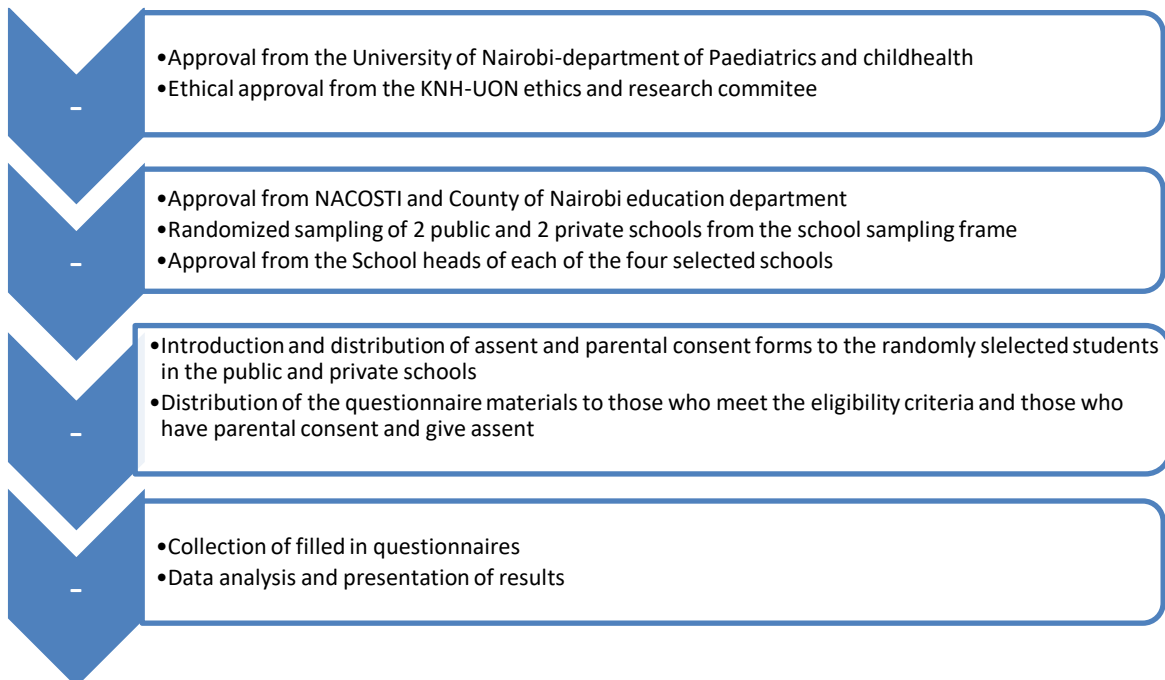 •Approval from the University of Nairobi-department of Paediatrics and childhealth
•Ethical approval from the KNH-UON ethics and research commitee
-
•Approval from NACOSTI and County of Nairobi education department
•Randomized sampling of 2 public and 2 private schools from the school sampling frame
•Approval from the School heads of each of the four selected schools
-
•Introduction and distribution of assent and parental consent forms to the randomly slelected students
in the public and private schools
•Distribution of the questionnaire materials to those who meet the eligibility criteria and those who
have parental consent and give assent
-
•Collection of filled in questionnaires
•Data analysis and presentation of results
-